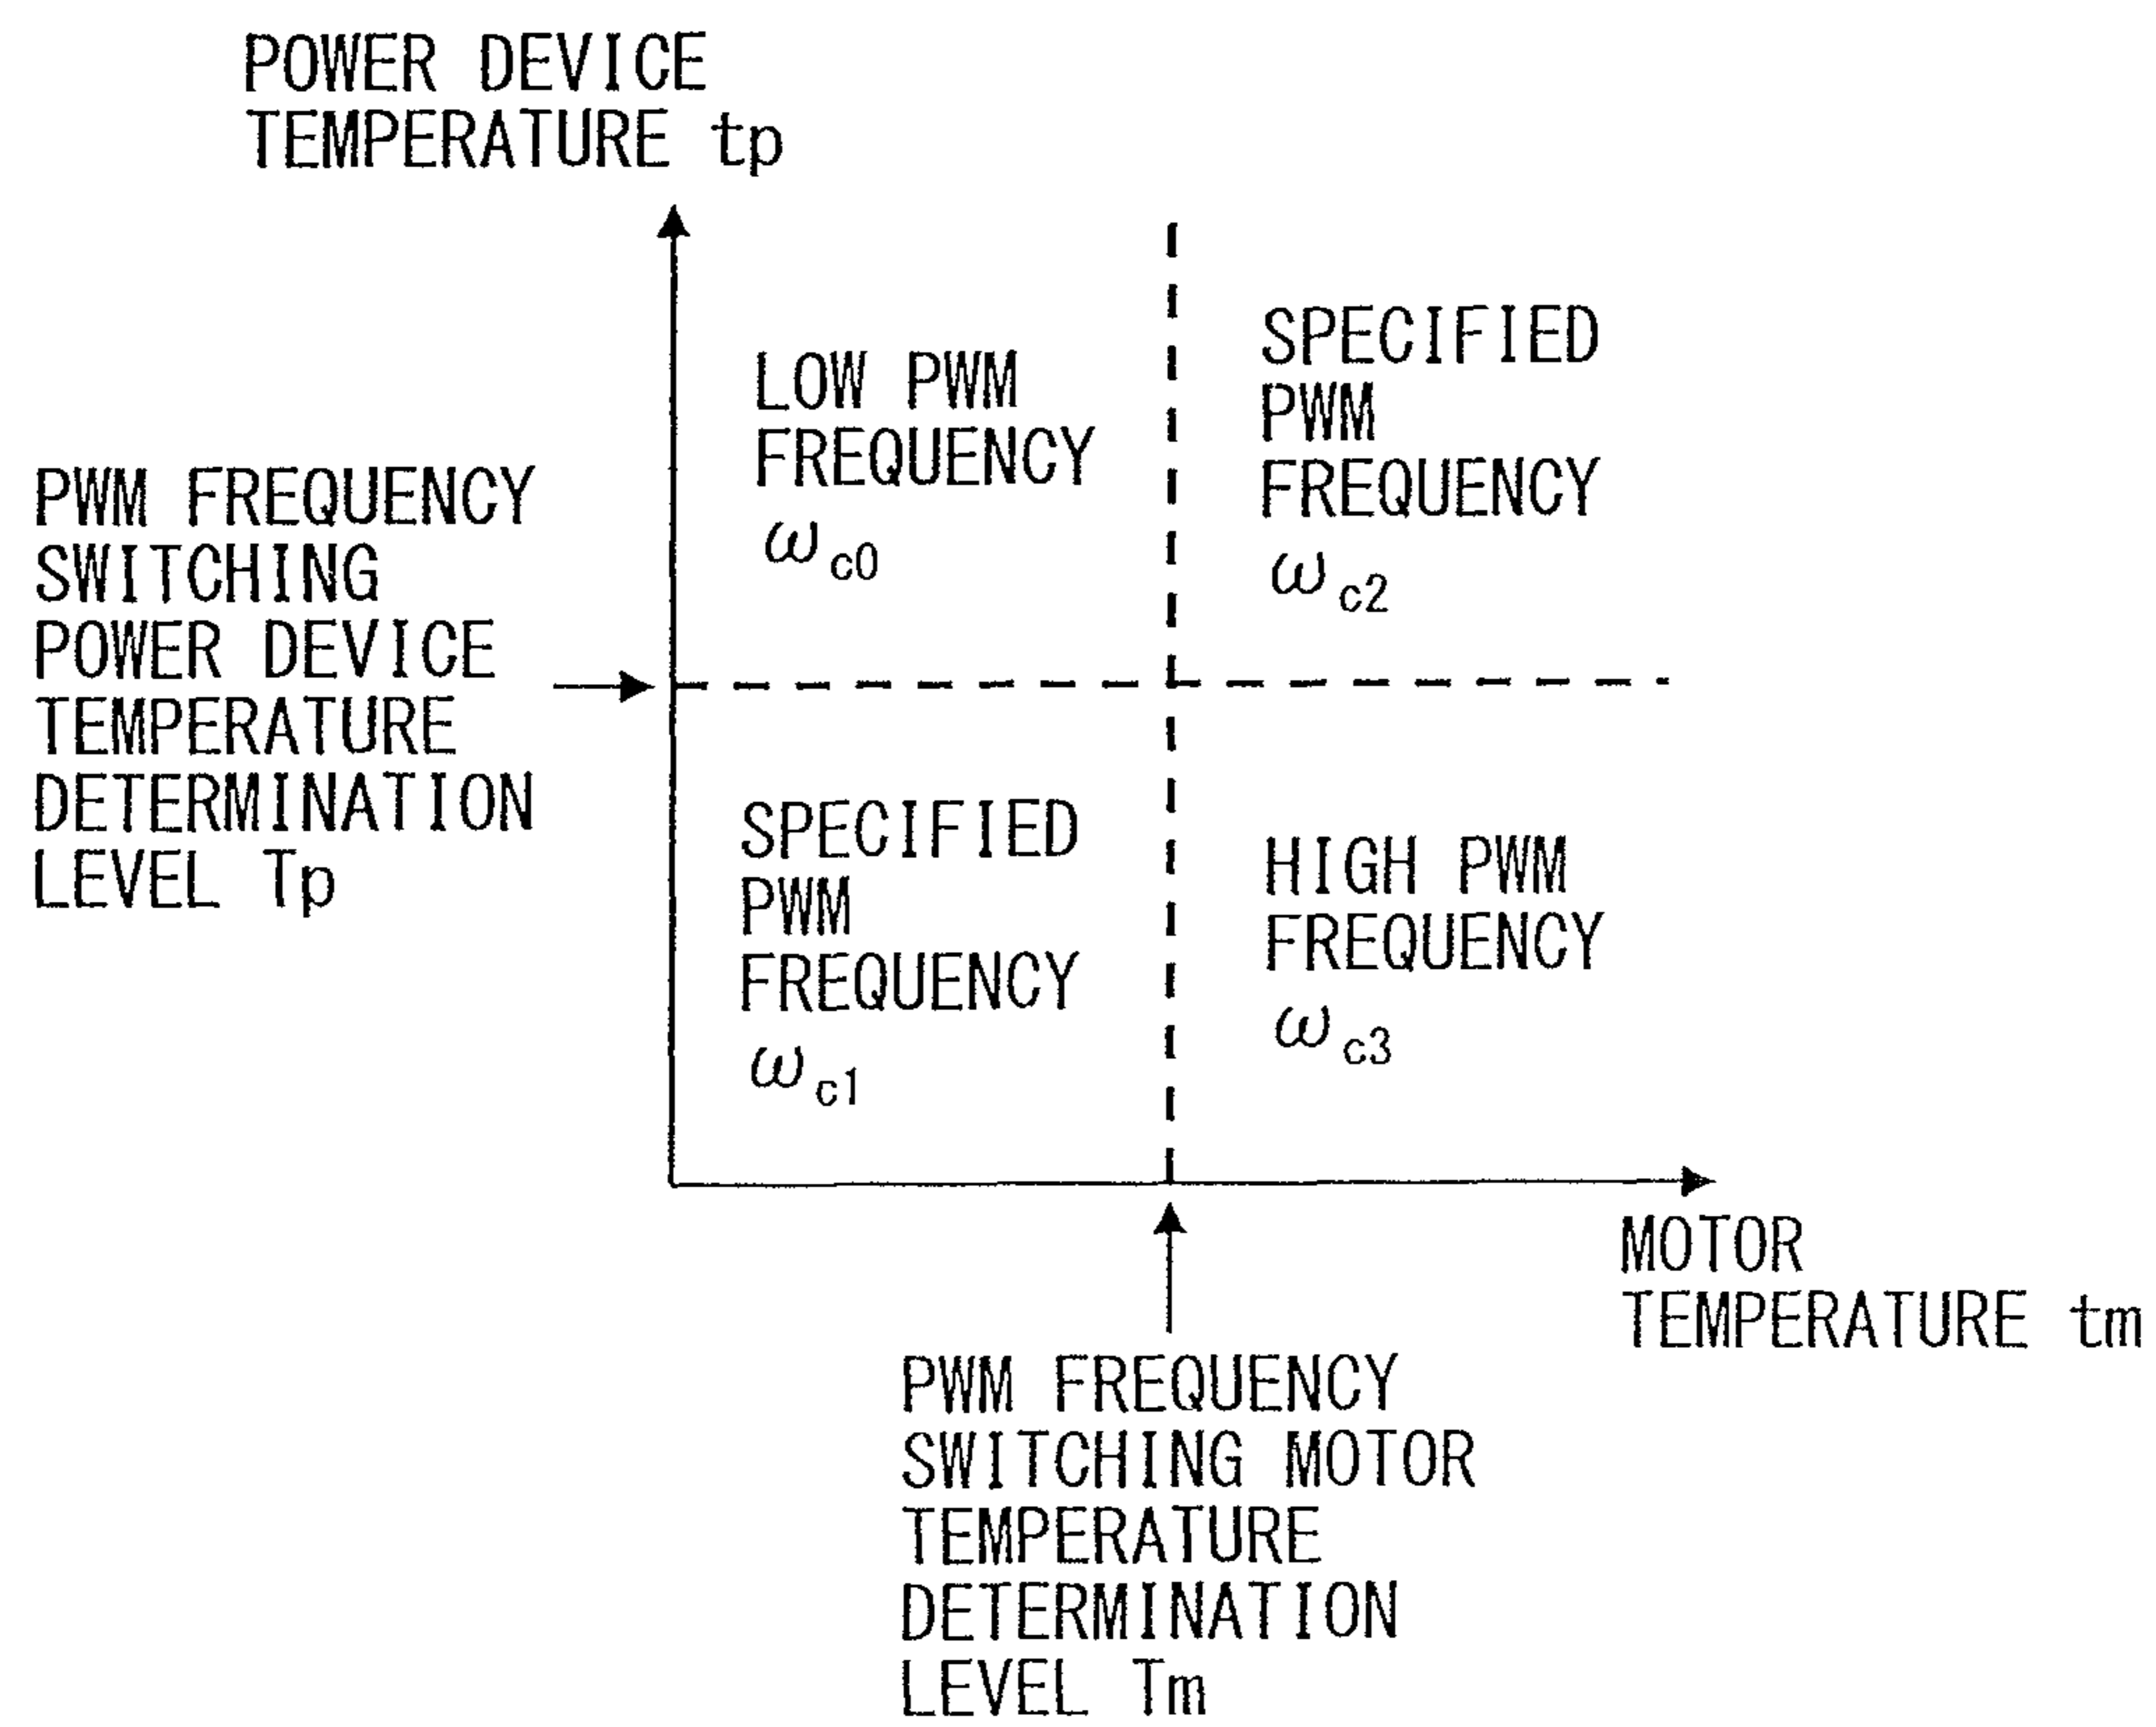 POWER DEVICE
TEMPERATURE tp
LOW PWM
FREQUENCY
ωc0
SPECIFIED
PWM
FREQUENCY
ωc2
PWM FREQUENCY
SWITCHING
POWER DEVICE
TEMPERATURE
DETERMINATION
LEVEL Tp
SPECIFIED
PWM
FREQUENCY
ωc1
HIGH PWM
FREQUENCY
ωc3
MOTOR
TEMPERATURE tm
PWM FREQUENCY
SWITCHING MOTOR
TEMPERATURE
DETERMINATION
LEVEL Tm